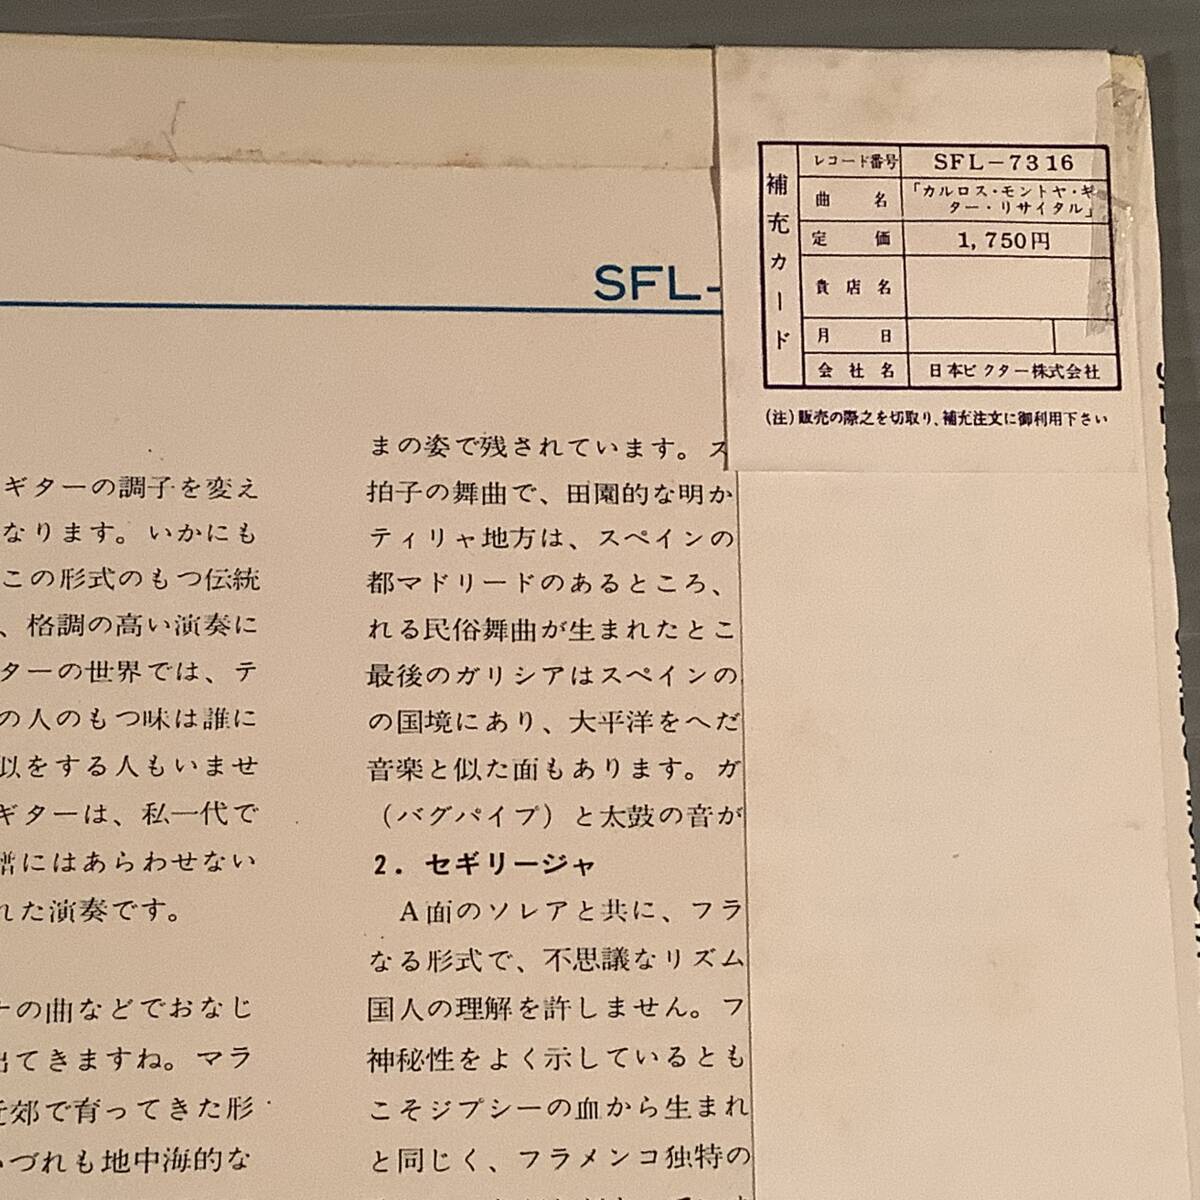 SFL-
補充カード
レコード番号 SFL-7316
曲名 「カルロス・モントヤ・ギター・リサイタル」
定価 1,750円
貴店名
月日
会社名 日本ビクター株式会社
(注)販売の際之を切取り、補充注文に御利用下さい
ギターの調子を変え
なります。いかにも
この形式のもつ伝統
、格調の高い演奏に
ターの世界では、テ
の人のもつ味は誰に
似をする人もいませ
ギターは、私一代で
譜にはあらわせない
れた演奏です。
の曲などでおなじ
出てきますね。マラ
近郊で育ってきた形
いづれも地中海的な
まの姿で残されています。ス
拍子の舞曲で、田園的な明か
ティリャ地方は、スペインの
都マドリードのあるところ、
れる民俗舞曲が生まれたとこ
最後のガリシアはスペインの
の国境にあり、大平洋をへだ
音楽と似た面もあります。ガ
(バグパイプ)と太鼓の音が
2. セギリージャ
A面のソレアと共に、フラ
なる形式で、不思議なリズム
国人の理解を許しません。フ
神秘性をよく示しているとも
こそジプシーの血から生まれ
と同じく、フラメンコ独特の